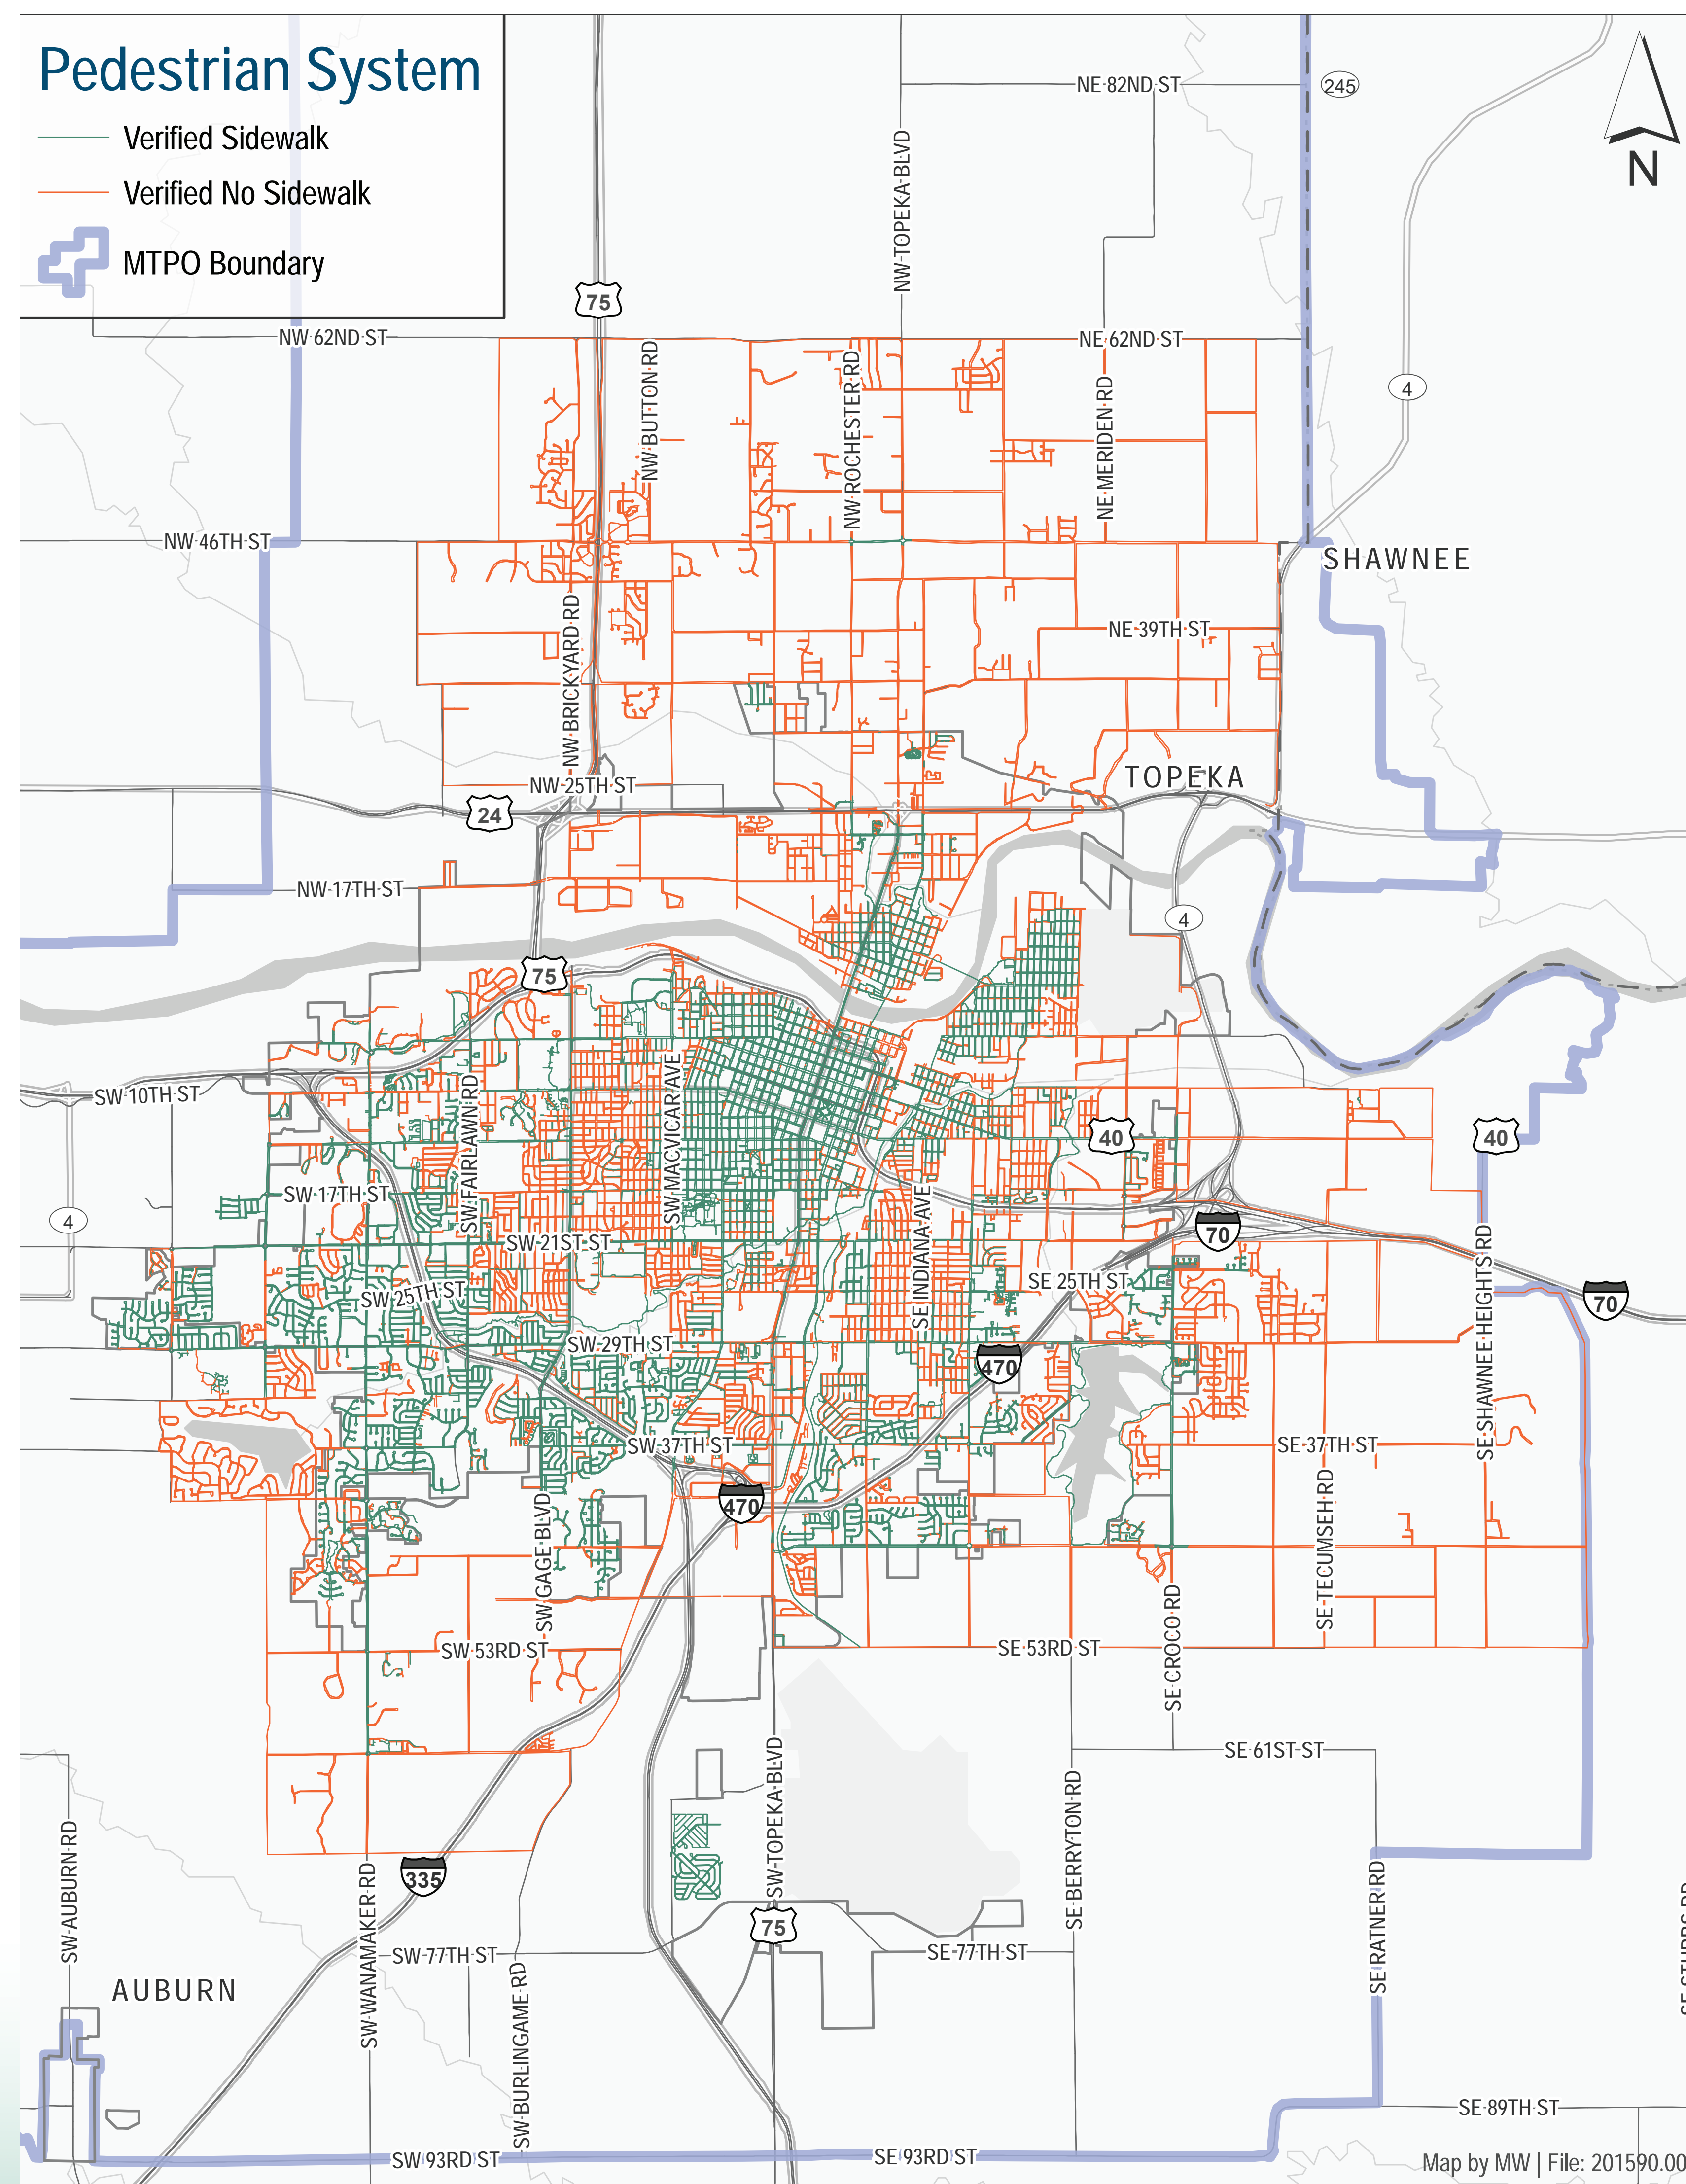 Pedestrian System
Verified Sidewalk
Verified No Sidewalk
MTPO Boundary
N
NE 82ND ST
245
NW TOPEKA BLVD
75
NW 62ND ST
NE 62ND ST
NW BUTTON RD
NW ROCHESTER RD
NE MERIDEN RD
4
NW 46TH ST
SHAWNEE
NW BRICKYARD RD
NE 39TH ST
TOPEKA
NW 25TH ST
24
NW 17TH ST
4
75
SW 10TH ST
SW FAIRLAWN RD
SW MACVICAR AVE
40
40
SW 17TH ST
4
SE INDIANA AVE
SW 21ST ST
70
SE SHAWNEE HEIGHTS RD
SE 25TH ST
SW 25TH ST
70
SW 29TH ST
470
SW 37TH ST
SE 37TH ST
470
SW GAGE BLVD
SE TECUMSEH RD
SE CROCO RD
SW 53RD ST
SE 53RD ST
SE 61ST ST
SW TOPEKA BLVD
SE BERRYTON RD
SW AUBURN RD
335
SW WANAMAKER RD
SE RATNER RD
75
SW 77TH ST
SE 77TH ST
SW BURLINGAME RD
AUBURN
SE 89TH ST
SW 93RD ST
SE 93RD ST
Map by MW | File: 201590.00